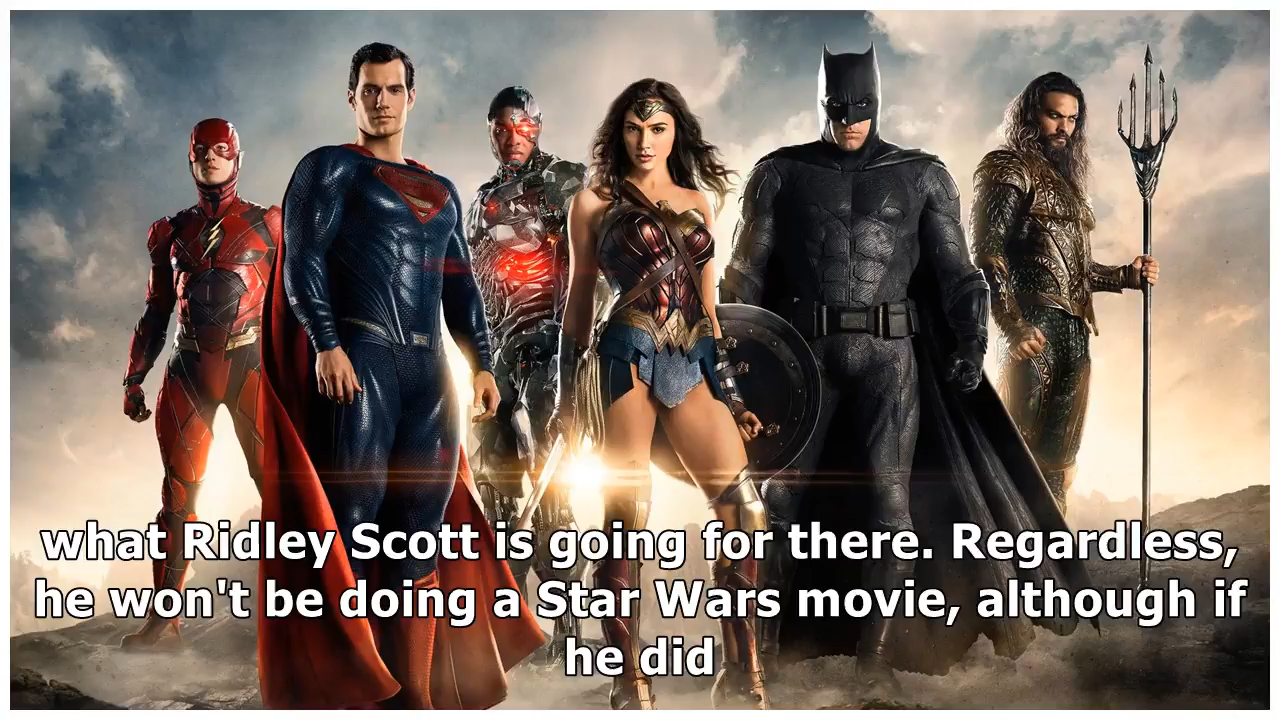 what Ridley Scott is going for there. Regardless,
he won't be doing a Star Wars movie, although if
he did